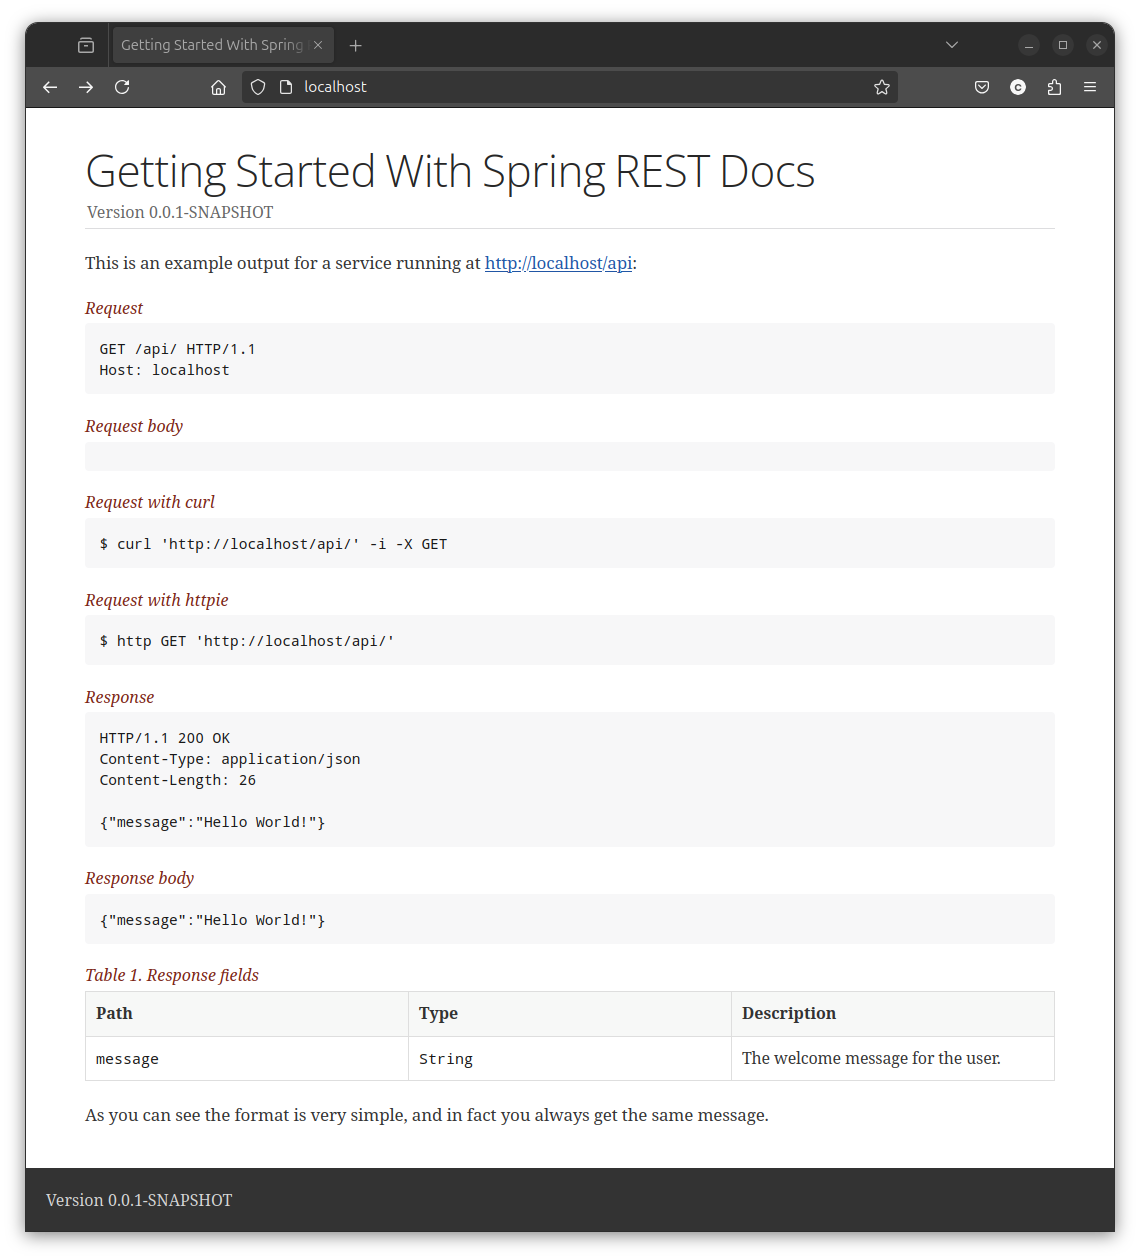 Getting Started With Spring
localhost
Getting Started With Spring REST Docs
Version 0.0.1-SNAPSHOT
This is an example output for a service running at http://localhost/api:
Request
GET /api/ HTTP/1.1
Host: localhost
Request body
Request with curl
$ curl 'http://localhost/api/' -i -X GET
Request with httpie
$ http GET 'http://localhost/api/'
Response
HTTP/1.1 200 OK
Content-Type: application/json
Content-Length: 26
{"message":"Hello World!"}
Response body
{"message":"Hello World!"}
Table 1. Response fields
Path Type Description
message String The welcome message for the user.
As you can see the format is very simple, and in fact you always get the same message.
Version 0.0.1-SNAPSHOT